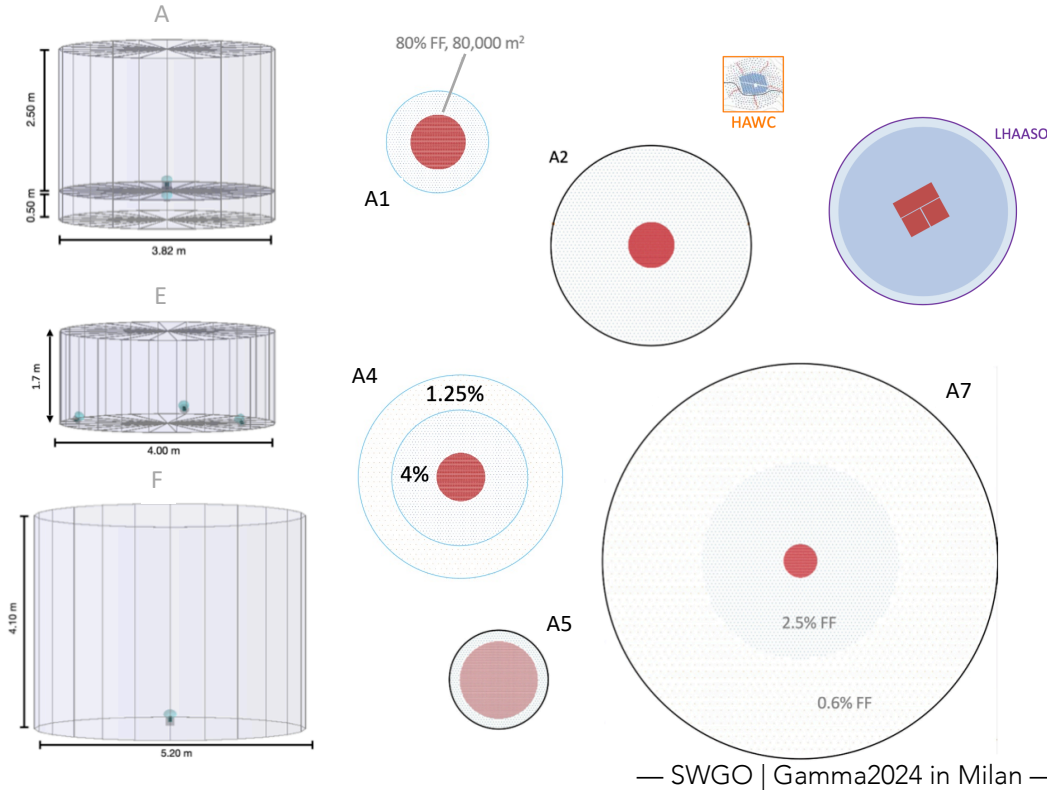 A
2.50 m
0.50 m
3.82 m
E
1.7 m
4.00 m
F
4.10 m
5.20 m
80% FF, 80,000 m²
A1
HAWC
A2
LHAASO
A4
1.25%
4%
A7
2.5% FF
0.6% FF
A5
— SWGO | Gamma2024 in Milan —